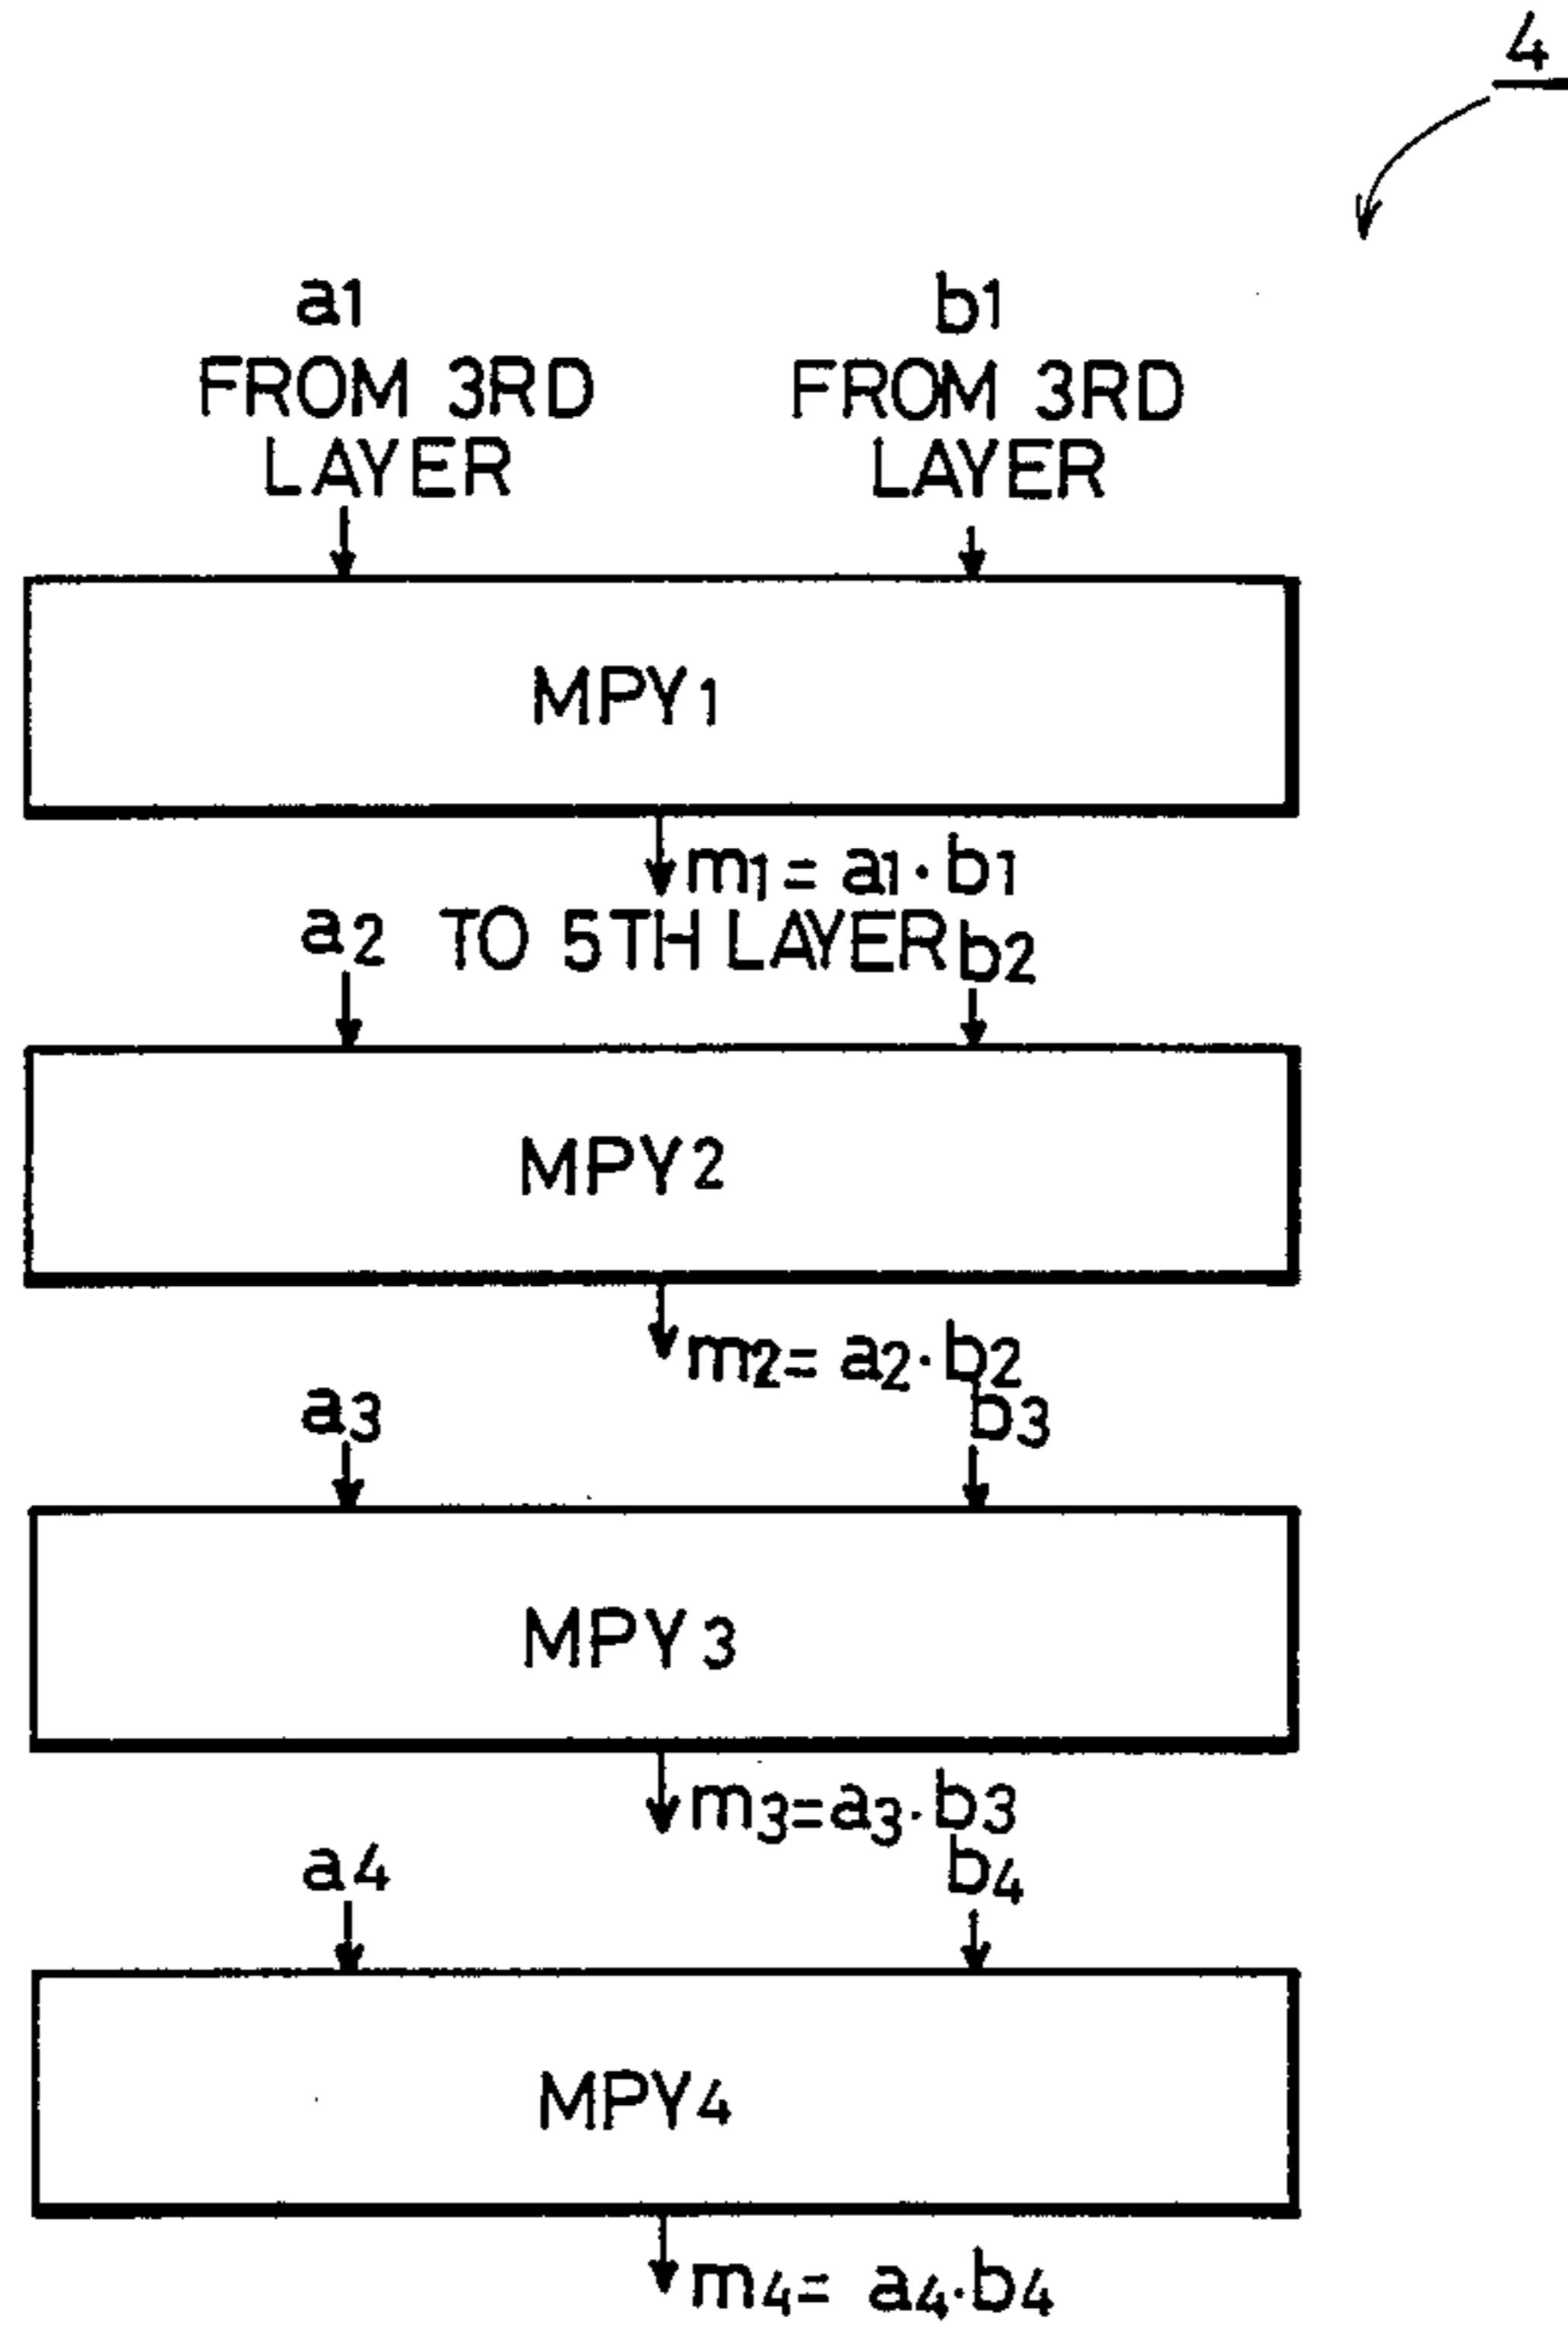 4
a1 b1
FROM 3RD FROM 3RD
LAYER LAYER
MPY1
m1 = a1·b1
a2 TO 5TH LAYER b2
MPY2
m2 = a2·b2
a3 b3
MPY3
m3=a3·b3
a4 b4
MPY4
m4= a4·b4